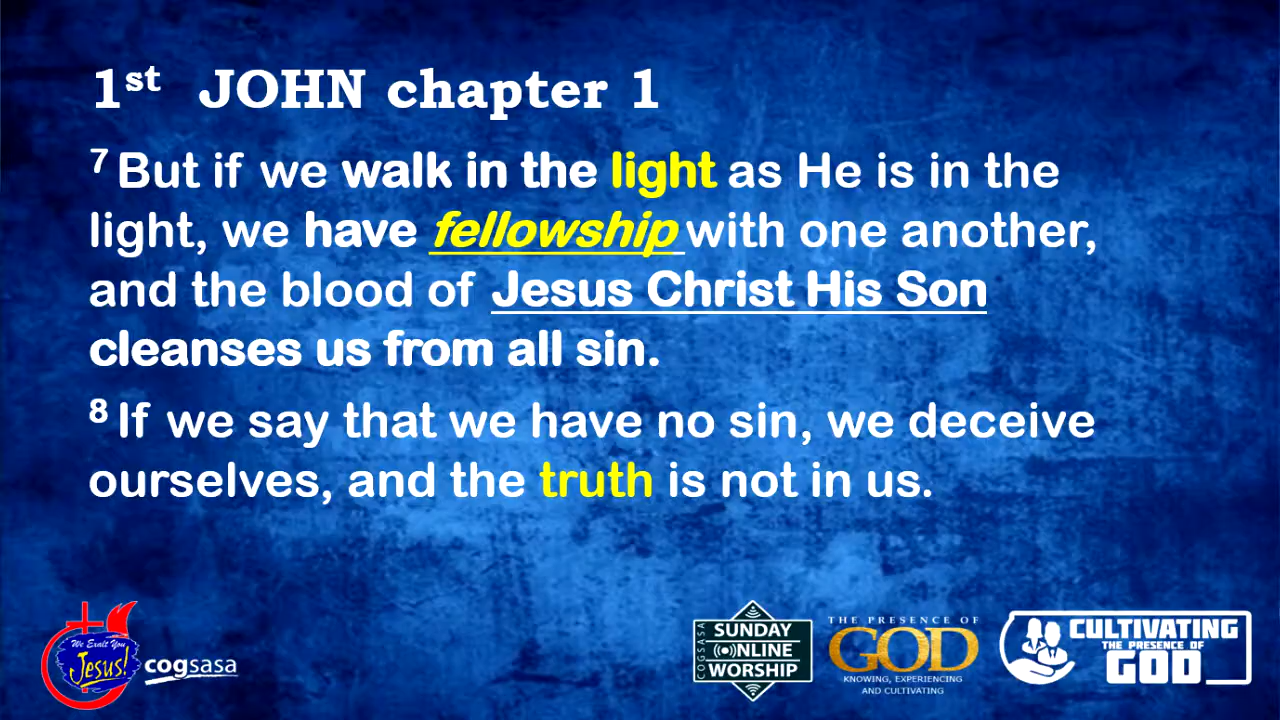 1st JOHN chapter 1
7 But if we walk in the light as He is in the
light, we have fellowship with one another,
and the blood of Jesus Christ His Son
cleanses us from all sin.
8 If we say that we have no sin, we deceive
ourselves, and the truth is not in us.
We Exalt You
Jesus!
cogsasa
COGSASA
SUNDAY
ONLINE
WORSHIP
THE PRESENCE OF
GOD
KNOWING, EXPERIENCING
AND CULTIVATING
CULTIVATING
THE PRESENCE OF
GOD